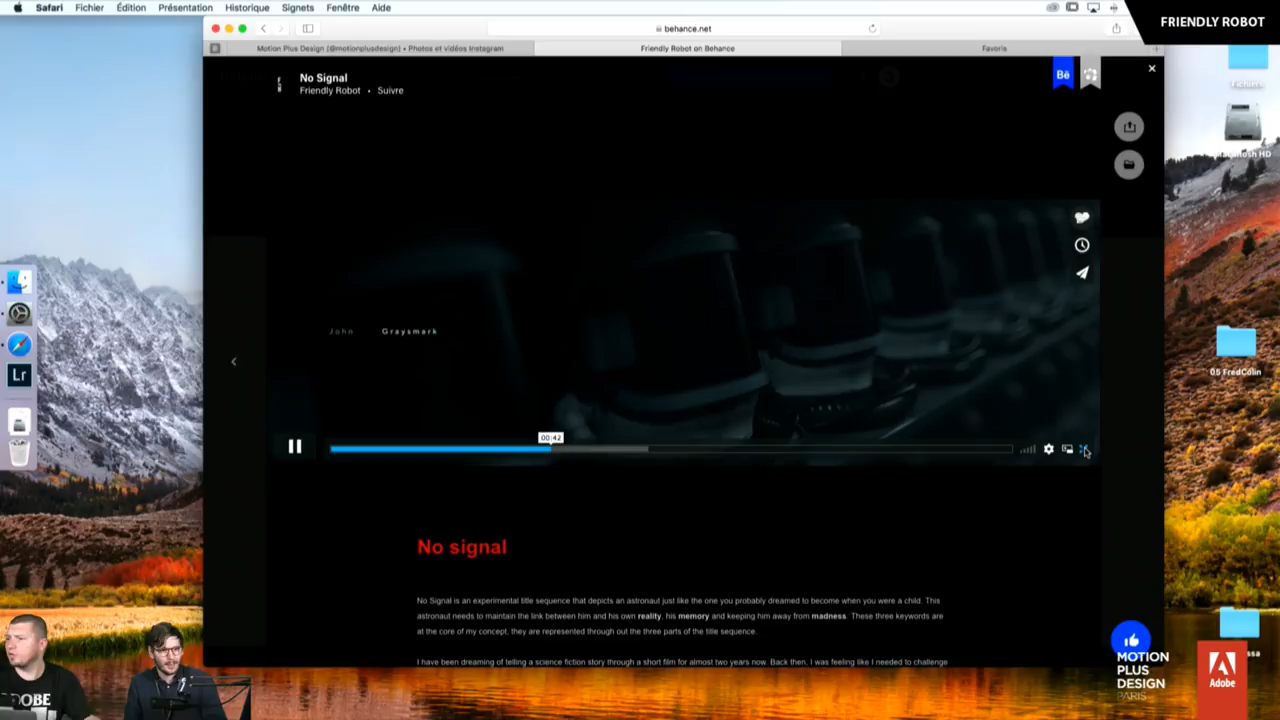 Safari Fichier Édition Présentation Historique Signets Fenêtre Aide
FRIENDLY ROBOT
behance.net
Motion Plus Design (@motionplusdesign) • Photos et vidéos Instagram
Friendly Robot on Behance
Favoris
No Signal
Friendly Robot • Suivre
Bē
Fichiers
Macintosh HD
John Graysmark
05 FredColin
Lr
00:42
No signal
No Signal is an experimental title sequence that depicts an astronaut just like the one you probably dreamed to become when you were a child. This
astronaut needs to maintain the link between him and his own reality, his memory and keeping him away from madness. These three keywords are
at the core of my concept, they are represented through out the three parts of the title sequence.
I have been dreaming of telling a science fiction story through a short film for almost two years now. Back then, I was feeling like I needed to challenge
MOTION
PLUS
DESIGN
PARIS
Adobe